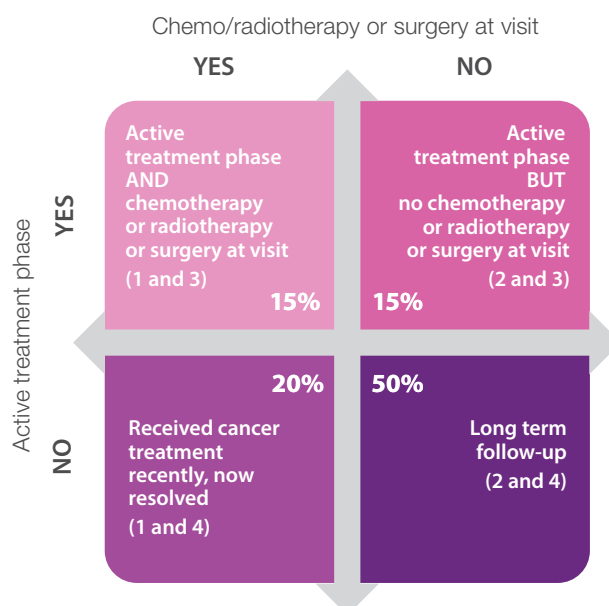 Chemo/radiotherapy or surgery at visit
YES
NO
Active treatment phase
YES
NO
Active
treatment phase
AND
chemotherapy
or radiotherapy
or surgery at visit
(1 and 3)
15%
Active
treatment phase
BUT
no chemotherapy
or radiotherapy
or surgery at visit
(2 and 3)
15%
20%
Received cancer
treatment
recently, now
resolved
(1 and 4)
50%
Long term
follow-up
(2 and 4)